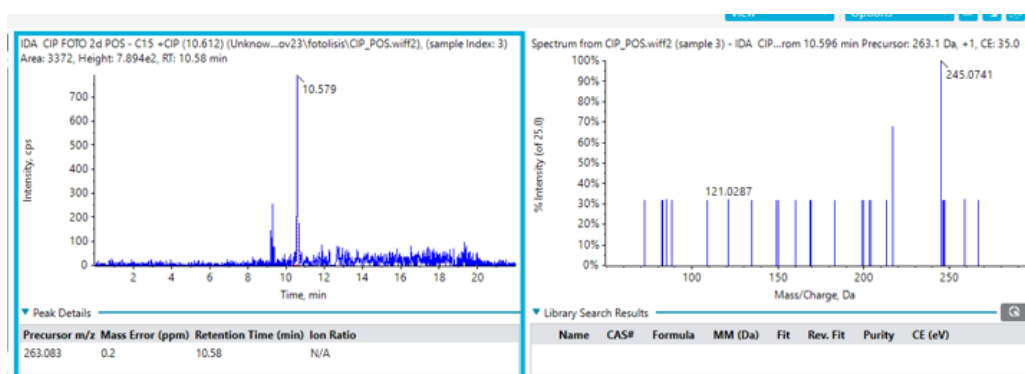 View
Options
IDA CIP FOTO 2d POS - C15 +CIP (10.612) (Unknow...ov23\fotolisis\CIP_POS.wiff2), (sample Index: 3)
Area: 3372, Height: 7.894e2, RT: 10.58 min
10.579
700
600
500
400
300
200
100
0
Intensity, cps
2 4 6 8 10 12 14 16 18 20
Time, min
Peak Details
Precursor m/z Mass Error (ppm) Retention Time (min) Ion Ratio
263.083 0.2 10.58 N/A
Spectrum from CIP_POS.wiff2 (sample 3) - IDA CIP...rom 10.596 min Precursor: 263.1 Da, +1, CE: 35.0
100%
90%
80%
70%
60%
50%
40%
30%
20%
10%
0%
% Intensity (of 25.0)
245.0741
121.0287
100 150 200 250
Mass/Charge, Da
Library Search Results
Name CAS# Formula MM (Da) Fit Rev. Fit Purity CE (eV)